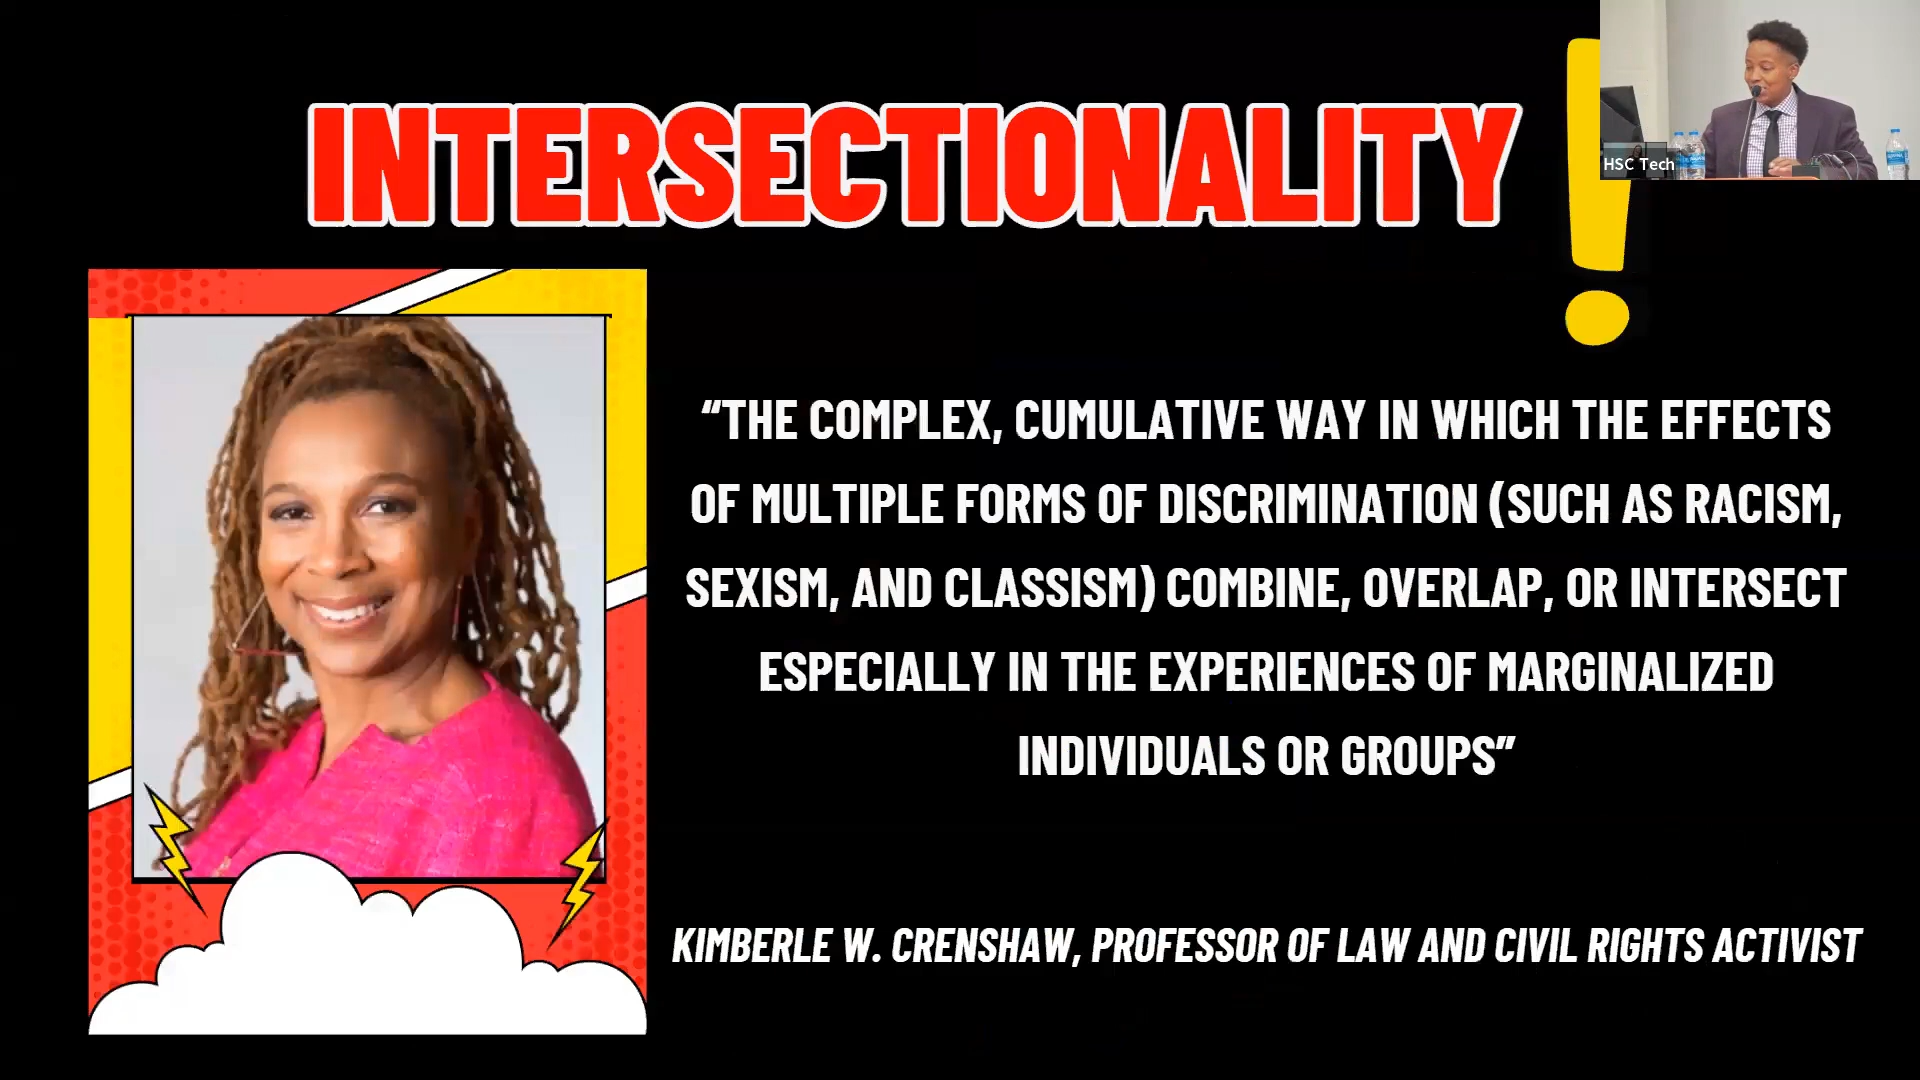 INTERSECTIONALITY!
HSC Tech
“THE COMPLEX, CUMULATIVE WAY IN WHICH THE EFFECTS
OF MULTIPLE FORMS OF DISCRIMINATION (SUCH AS RACISM,
SEXISM, AND CLASSISM) COMBINE, OVERLAP, OR INTERSECT
ESPECIALLY IN THE EXPERIENCES OF MARGINALIZED
INDIVIDUALS OR GROUPS”
KIMBERLE W. CRENSHAW, PROFESSOR OF LAW AND CIVIL RIGHTS ACTIVIST